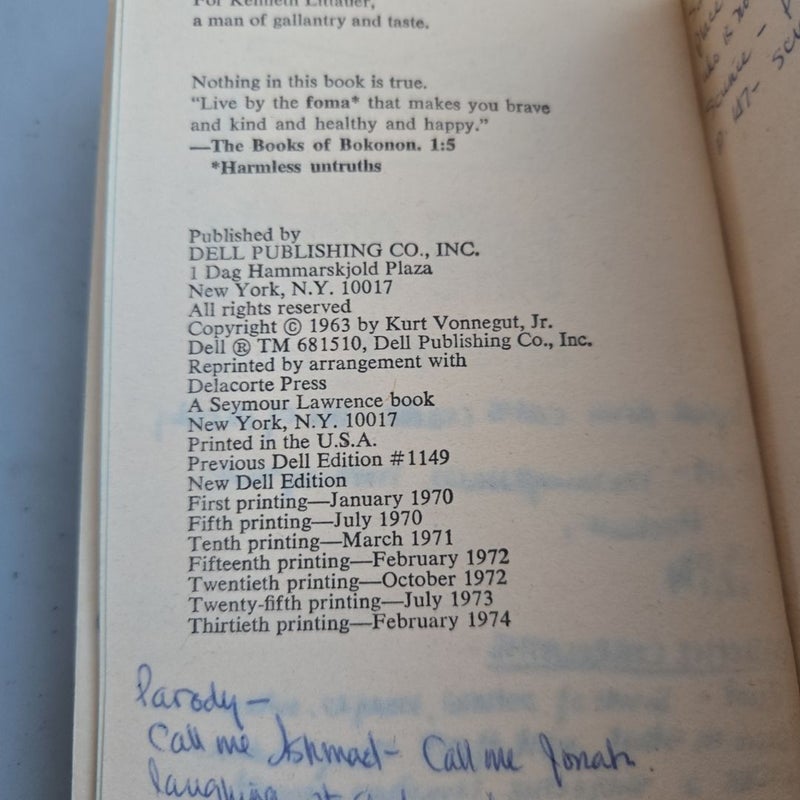 For Kenneth Littauer,
a man of gallantry and taste.
Nothing in this book is true.
“Live by the foma* that makes you brave
and kind and healthy and happy.”
—The Books of Bokonon. 1:5
*Harmless untruths
Published by
DELL PUBLISHING CO., INC.
1 Dag Hammarskjold Plaza
New York, N.Y. 10017
All rights reserved
Copyright © 1963 by Kurt Vonnegut, Jr.
Dell ® TM 681510, Dell Publishing Co., Inc.
Reprinted by arrangement with
Delacorte Press
A Seymour Lawrence book
New York, N.Y. 10017
Printed in the U.S.A.
Previous Dell Edition #1149
New Dell Edition
First printing—January 1970
Fifth printing—July 1970
Tenth printing—March 1971
Fifteenth printing—February 1972
Twentieth printing—October 1972
Twenty-fifth printing—July 1973
Thirtieth printing—February 1974
Parody—
Call me Ishmael- Call me Jonah.
laughing at